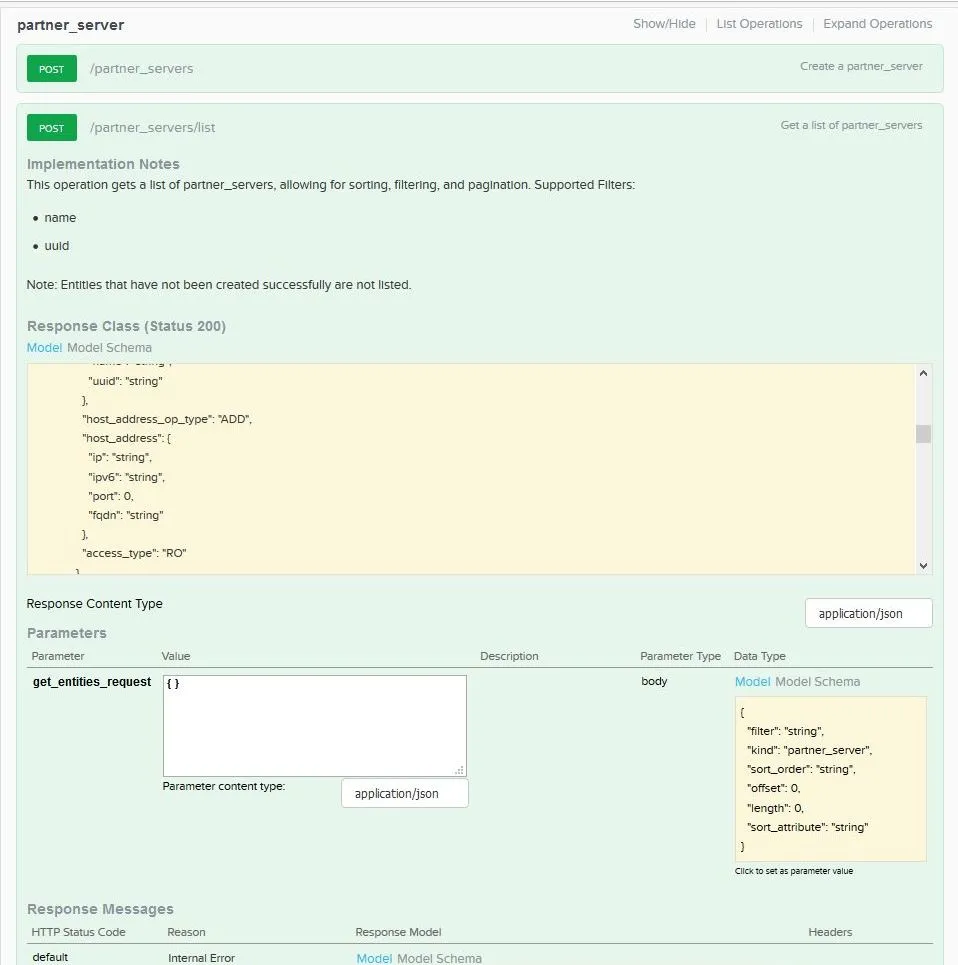 partner_server
Show/Hide List Operations Expand Operations
POST /partner_servers Create a partner_server
POST /partner_servers/list Get a list of partner_servers
Implementation Notes
This operation gets a list of partner_servers, allowing for sorting, filtering, and pagination. Supported Filters:
• name
• uuid
Note: Entities that have not been created successfully are not listed.
Response Class (Status 200)
Model Model Schema
"name": "string",
"uuid": "string"
},
"host_address_op_type": "ADD",
"host_address": {
"ip": "string",
"ipv6": "string",
"port": 0,
"fqdn": "string"
},
"access_type": "RO"
}
Response Content Type
application/json
Parameters
Parameter Value Description Parameter Type Data Type
get_entities_request
{ }
Parameter content type:
application/json
body
Model Model Schema
{
"filter": "string",
"kind": "partner_server",
"sort_order": "string",
"offset": 0,
"length": 0,
"sort_attribute": "string"
}
Click to set as parameter value
Response Messages
HTTP Status Code Reason Response Model Headers
default Internal Error Model Model Schema